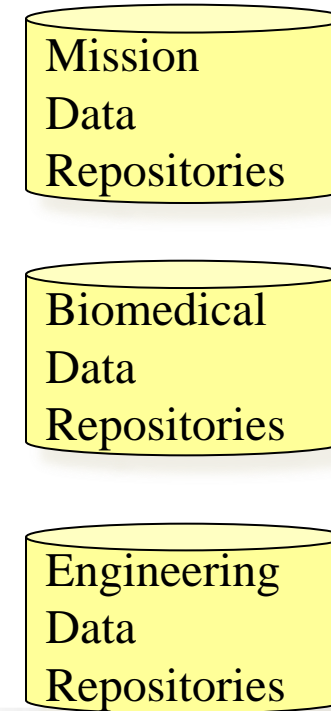 Mission
Data
Repositories
Biomedical
Data
Repositories
Engineering
Data
Repositories